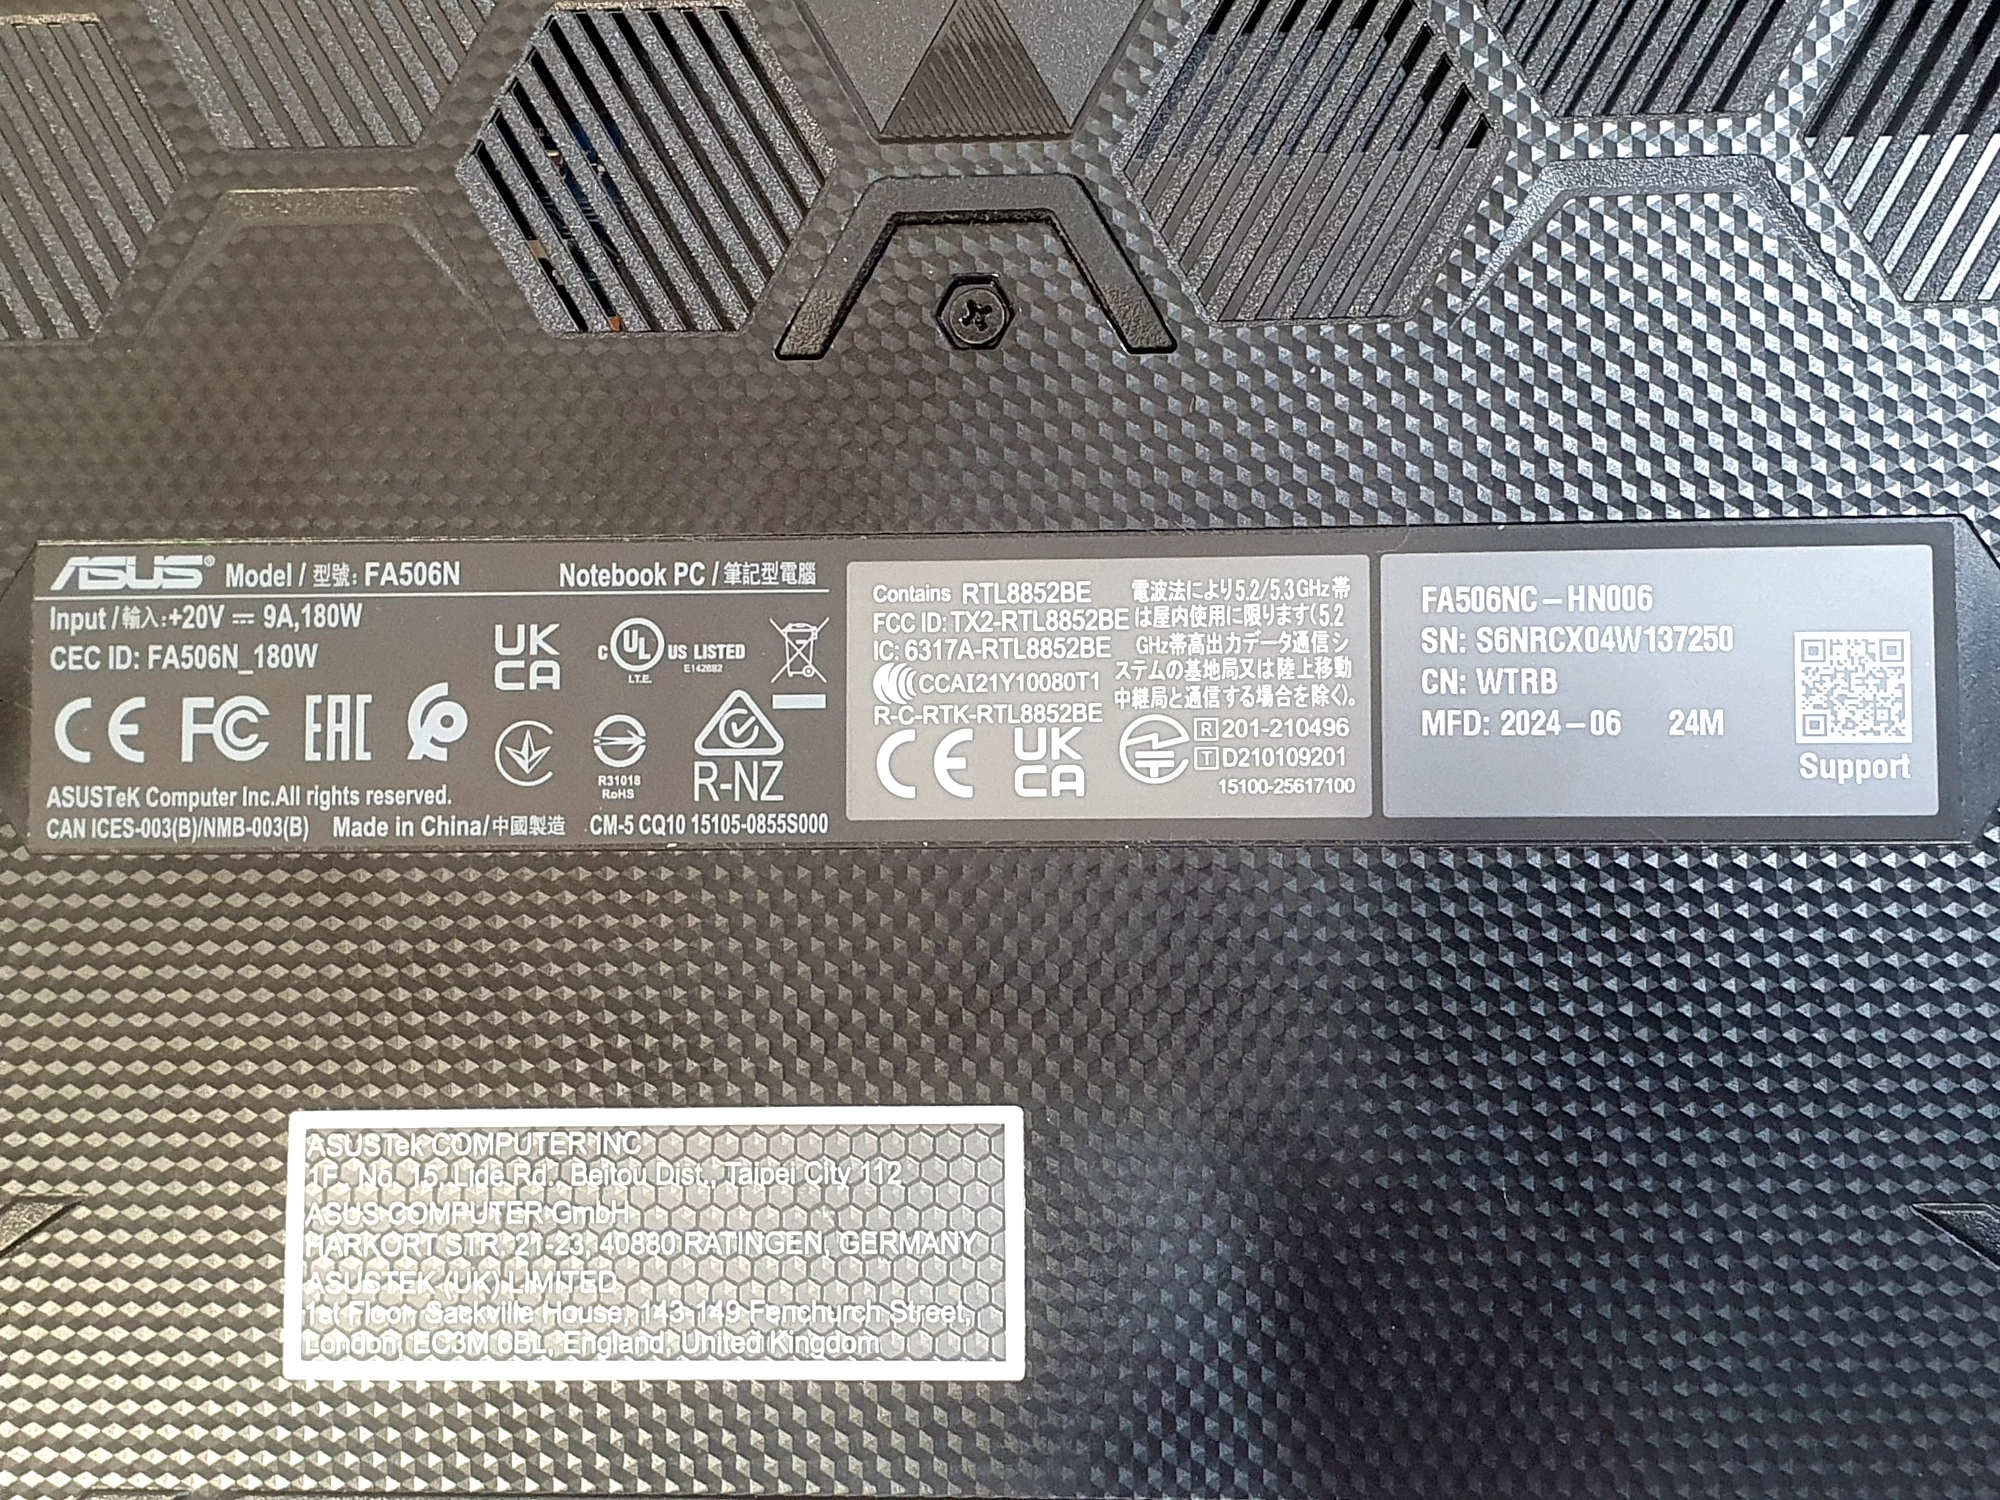 ASUS® Model / 型號: FA506N Notebook PC / 筆記型電腦
Input / 輸入: +20V ⎓ 9A, 180W
CEC ID: FA506N_180W
UK
CA
C UL US LISTED
I.T.E. E142692
CE FC EAC
R31018
RoHS
R-NZ
ASUSTeK Computer Inc.All rights reserved.
CAN ICES-003(B)/NMB-003(B) Made in China/中國製造 CM-5 CQ10 15105-0855S000
Contains RTL8852BE
FCC ID: TX2-RTL8852BE
IC: 6317A-RTL8852BE
CCAI21Y10080T1
R-C-RTK-RTL8852BE
CE UK
CA
電波法により5.2/5.3GHz帯
は屋内使用に限ります(5.2
GHz帯高出力データ通信シ
ステムの基地局又は陸上移動
中継局と通信する場合を除く)。
R 201-210496
T D210109201
15100-25617100
FA506NC-HN006
SN: S6NRCX04W137250
CN: WTRB
MFD: 2024-06 24M
Support
ASUSTek COMPUTER INC
1F., No. 15, Lide Rd., Beitou Dist., Taipei City 112
ASUS COMPUTER GmbH
HARKORT STR. 21-23, 40880 RATINGEN, GERMANY
ASUSTEK (UK) LIMITED
1st Floor, Sackville House, 143-149 Fenchurch Street,
London, EC3M 6BL, England, United Kingdom